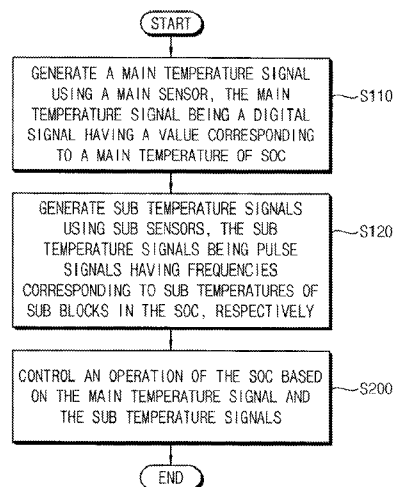 START
GENERATE A MAIN TEMPERATURE SIGNAL
USING A MAIN SENSOR, THE MAIN
TEMPERATURE SIGNAL BEING A DIGITAL
SIGNAL HAVING A VALUE CORRESPONDING
TO A MAIN TEMPERATURE OF SOC
S110
GENERATE SUB TEMPERATURE SIGNALS
USING SUB SENSORS, THE SUB
TEMPERATURE SIGNALS BEING PULSE
SIGNALS HAVING FREQUENCIES
CORRESPONDING TO SUB TEMPERATURES OF
SUB BLOCKS IN THE SOC, RESPECTIVELY
S120
CONTROL AN OPERATION OF THE SOC BASED
ON THE MAIN TEMPERATURE SIGNAL AND
THE SUB TEMPERATURE SIGNALS
S200
END